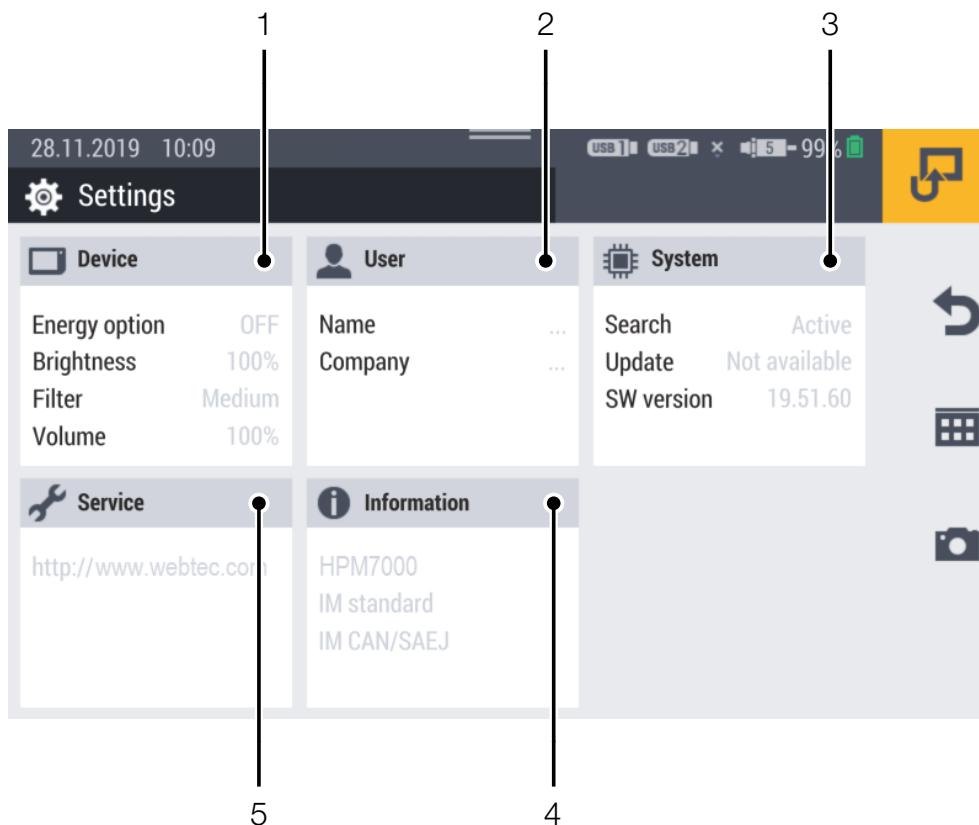 1 2 3
28.11.2019 10:09 USB 1 USB2 5 99%
Settings
Device
Energy option OFF
Brightness 100%
Filter Medium
Volume 100%
User
Name ...
Company ...
System
Search Active
Update Not available
SW version 19.51.60
Service
http://www.webtec.com
Information
HPM7000
IM standard
IM CAN/SAEJ
5 4